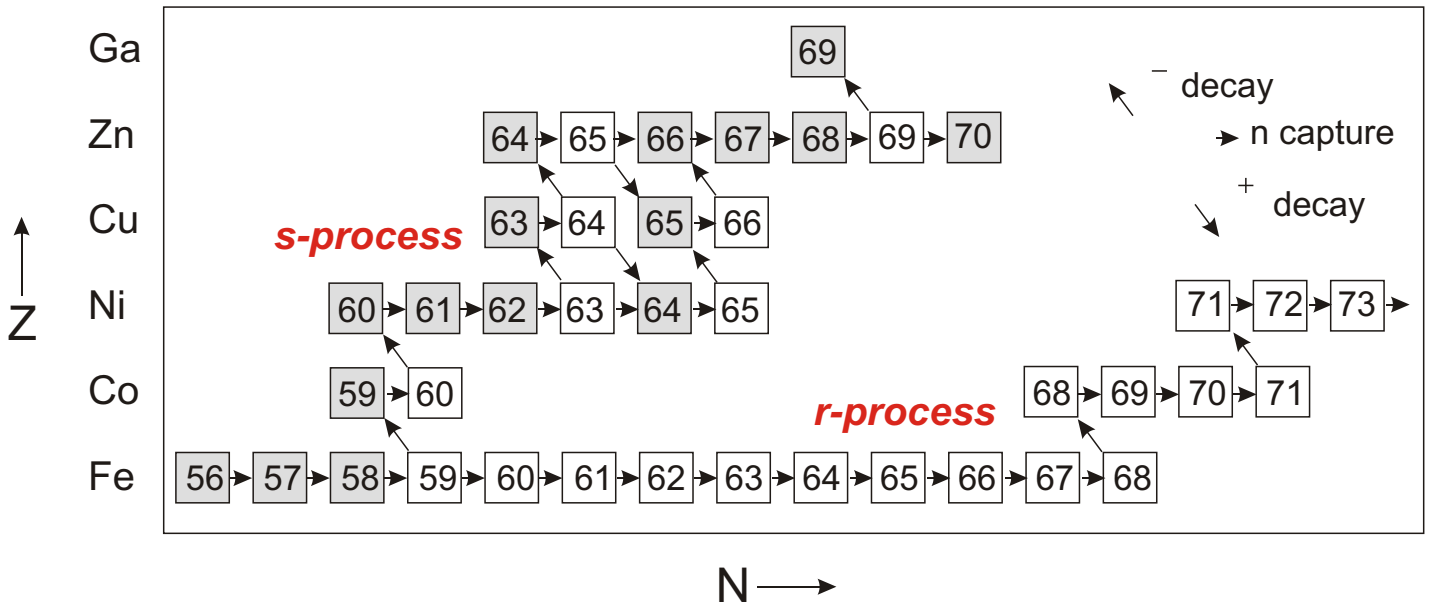 Ga 69
− decay
Zn 64 65 66 67 68 69 70
n capture
Cu 63 64 65 66
+ decay
s-process
Ni 60 61 62 63 64 65 71 72 73
Z
Co 59 60 68 69 70 71
r-process
Fe 56 57 58 59 60 61 62 63 64 65 66 67 68
N